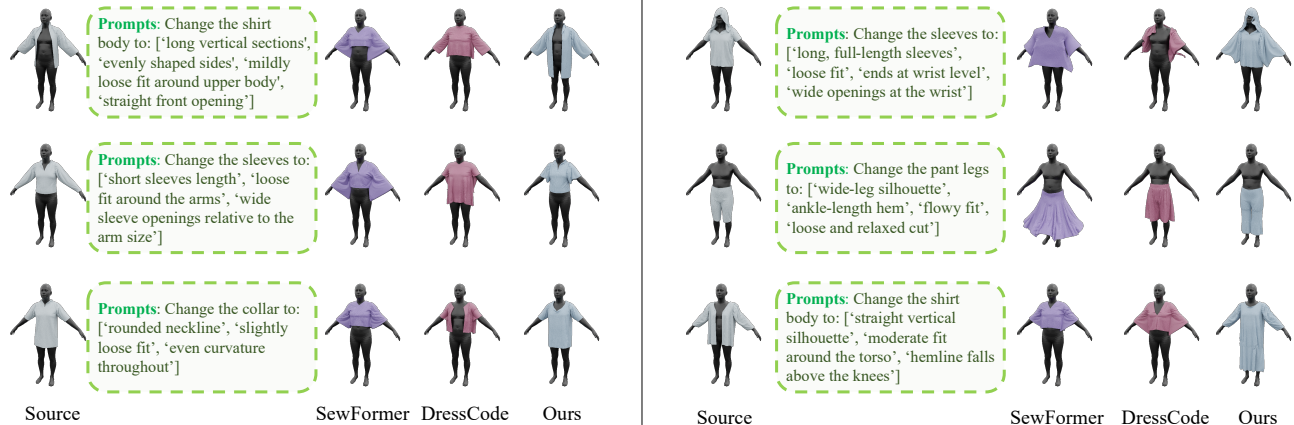 Prompts: Change the shirt
body to: ['long vertical sections',
'evenly shaped sides', 'mildly
loose fit around upper body',
'straight front opening']
Prompts: Change the sleeves to:
['short sleeves length', 'loose
fit around the arms', 'wide
sleeve openings relative to the
arm size']
Prompts: Change the collar to:
['rounded neckline', 'slightly
loose fit', 'even curvature
throughout']
Source
SewFormer
DressCode
Ours
Prompts: Change the sleeves to:
['long, full-length sleeves',
'loose fit', 'ends at wrist level',
'wide openings at the wrist']
Prompts: Change the pant legs
to: ['wide-leg silhouette',
'ankle-length hem', 'flowy fit',
'loose and relaxed cut']
Prompts: Change the shirt
body to: ['straight vertical
silhouette', 'moderate fit
around the torso', 'hemline falls
above the knees']
Source
SewFormer
DressCode
Ours